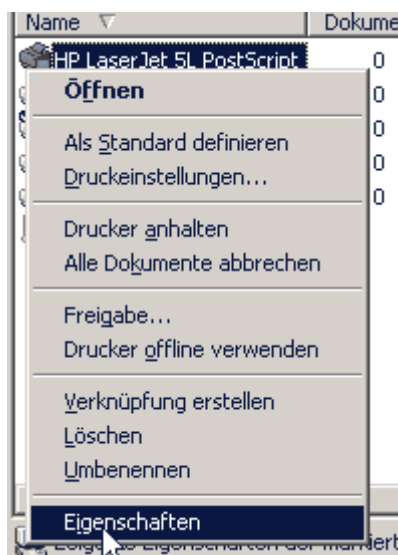 Name Dokume
HP LaserJet 5L PostScript 0
Öffnen 0
0
Als Standard definieren
Druckeinstellungen... 0
0
Drucker anhalten
Alle Dokumente abbrechen
Freigabe...
Drucker offline verwenden
Verknüpfung erstellen
Löschen
Umbenennen
Eigenschaften